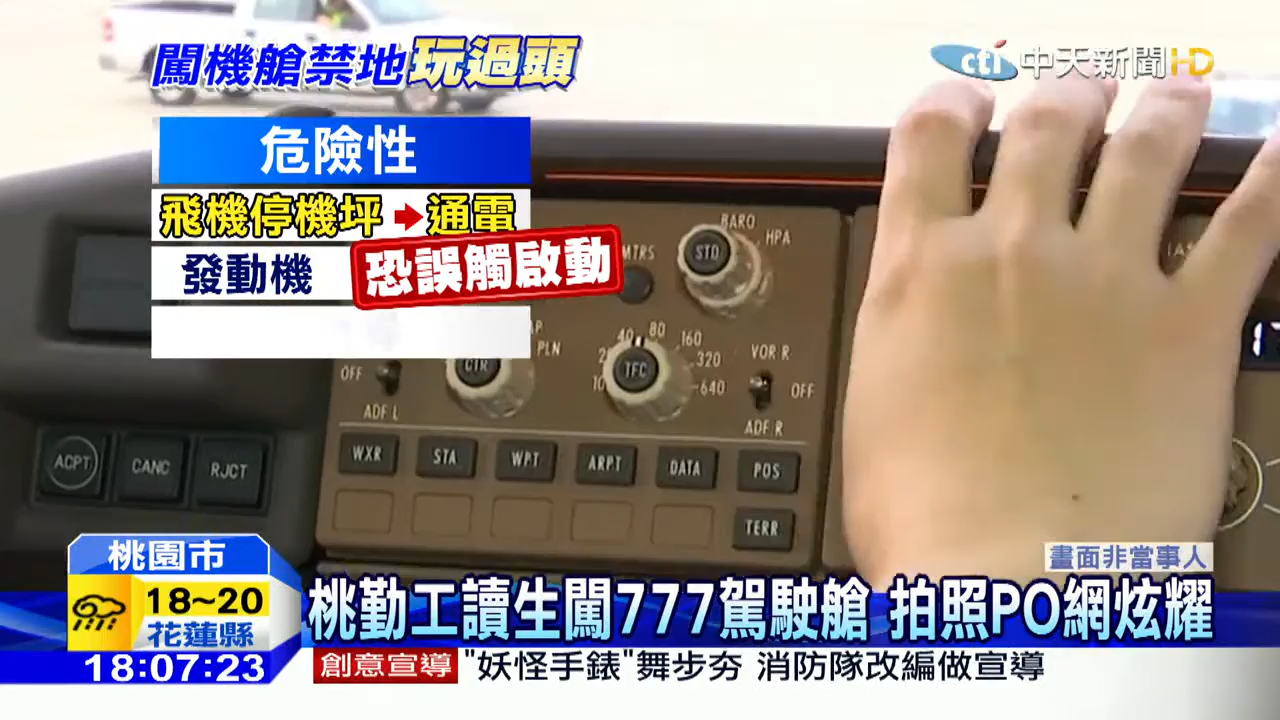 闖機艙禁地玩過頭
cti 中天新聞HD
危險性
飛機停機坪 通電
發動機 恐誤觸啟動
MTRS
BARO
STD
HPA
PLN
CTR
OFF
ADF L
40 80 160
320
10
640
TFC
VOR R
OFF
ADF R
ACPT CANC RJCT
WXR STA WPT ARPT DATA POS
TERR
畫面非當事人
桃園市
18~20
花蓮縣
桃勤工讀生闖777駕駛艙 拍照PO網炫耀
18:07:23
創意宣導 "妖怪手錶"舞步夯 消防隊改編做宣導